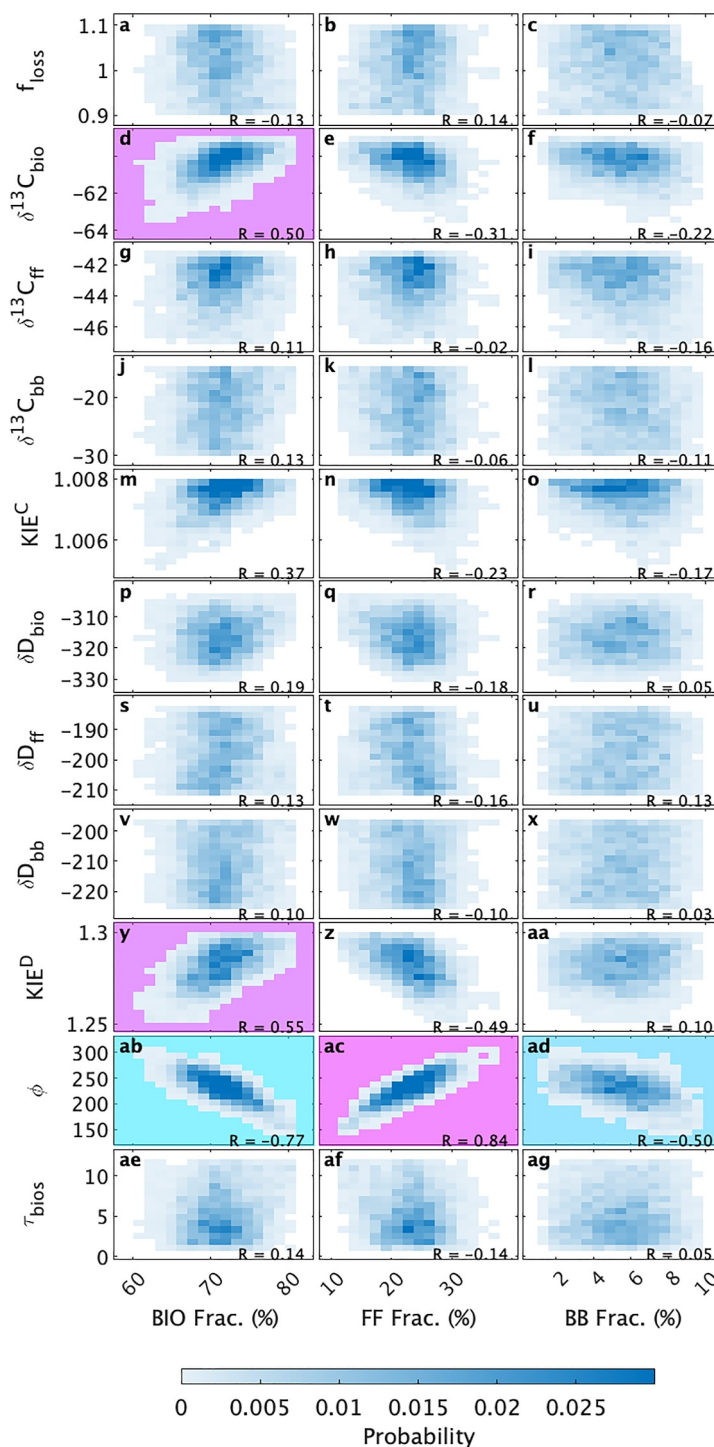 a b c
1.1
1
0.9
f_loss
R = −0.13 R = 0.14 R = −0.07
d e f
−62
−64
δ¹³C_bio
R = 0.50 R = −0.31 R = −0.22
g h i
−42
−44
−46
δ¹³C_ff
R = 0.11 R = −0.02 R = −0.16
j k l
−20
−30
δ¹³C_bb
R = 0.13 R = −0.06 R = −0.11
m n o
1.008
1.006
KIE^C
R = 0.37 R = −0.23 R = −0.17
p q r
−310
−320
−330
δD_bio
R = 0.19 R = −0.18 R = 0.05
s t u
−190
−200
−210
δD_ff
R = 0.13 R = −0.16 R = 0.13
v w x
−200
−210
−220
δD_bb
R = 0.10 R = −0.10 R = 0.03
y z aa
1.3
1.25
KIE^D
R = 0.55 R = −0.49 R = 0.10
ab ac ad
300
250
200
150
ϕ
R = −0.77 R = 0.84 R = −0.50
ae af ag
10
5
0
τ_bios
R = 0.14 R = −0.14 R = 0.05
60 70 80 10 20 30 2 4 6 8 10
BIO Frac. (%) FF Frac. (%) BB Frac. (%)
0 0.005 0.01 0.015 0.02 0.025
Probability